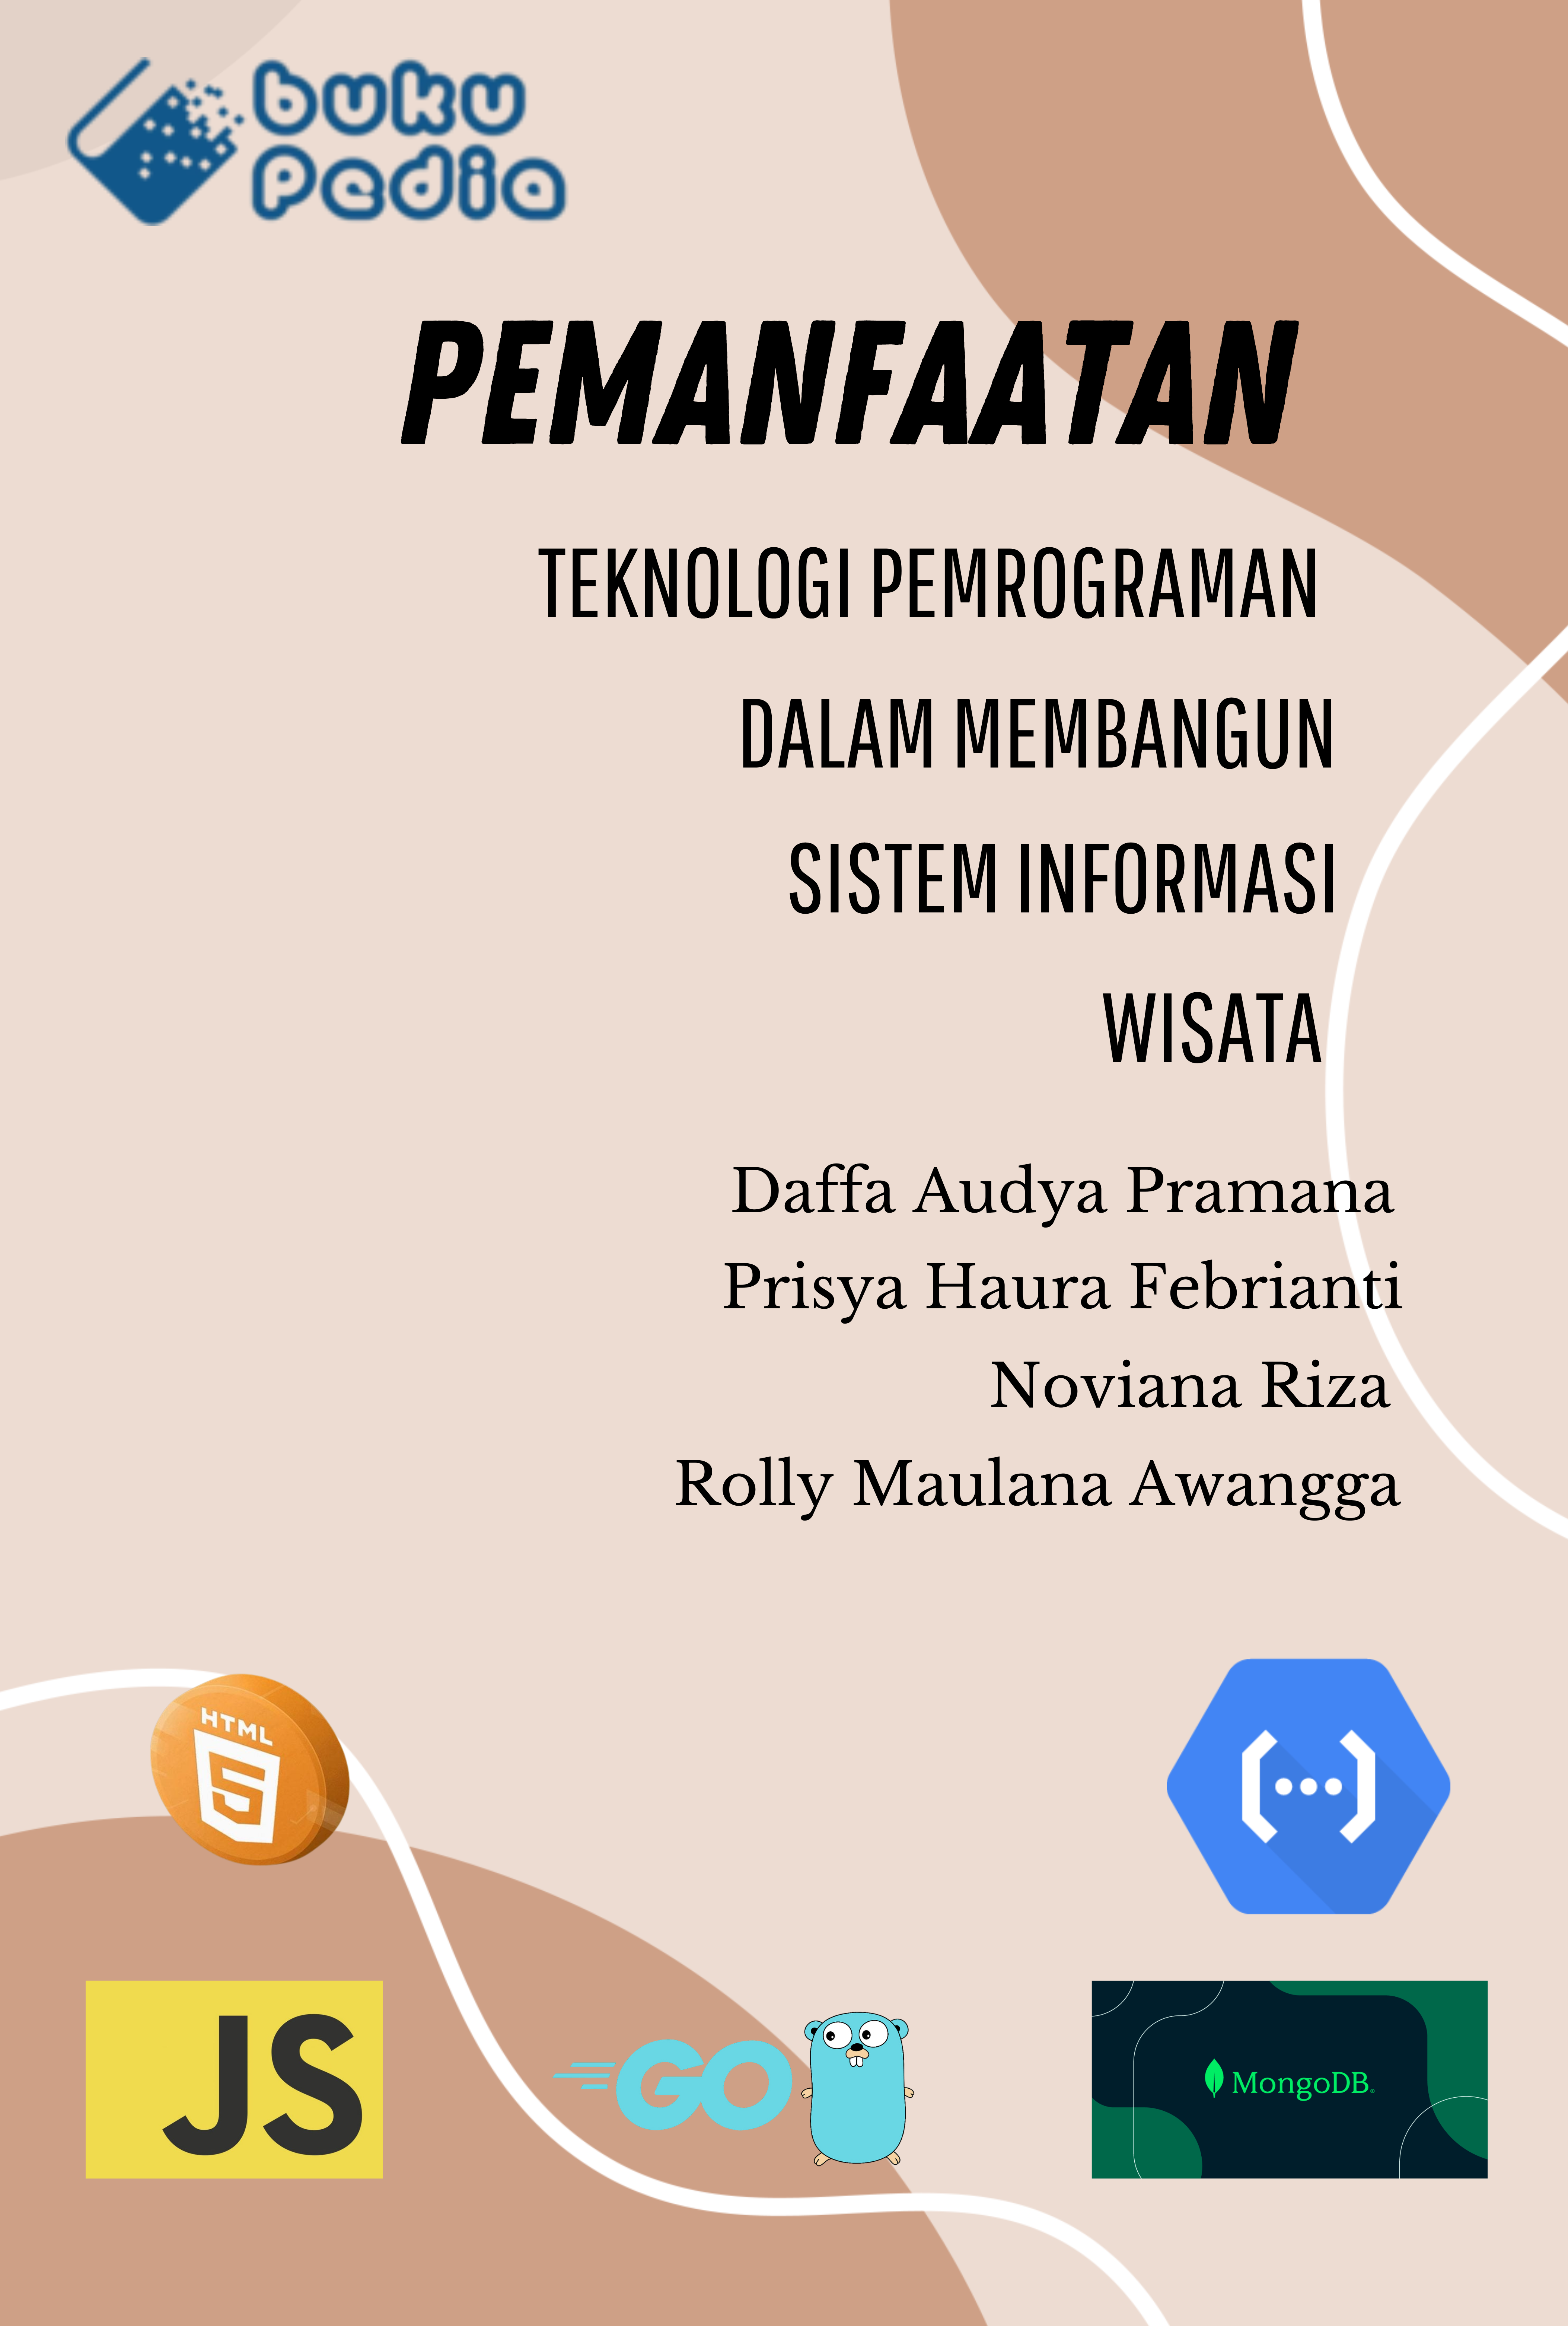 buku
Pedia
PEMANFAATAN
TEKNOLOGI PEMROGRAMAN
DALAM MEMBANGUN
SISTEM INFORMASI
WISATA
Daffa Audya Pramana
Prisya Haura Febrianti
Noviana Riza
Rolly Maulana Awangga
HTML
5
JS
GO
MongoDB®